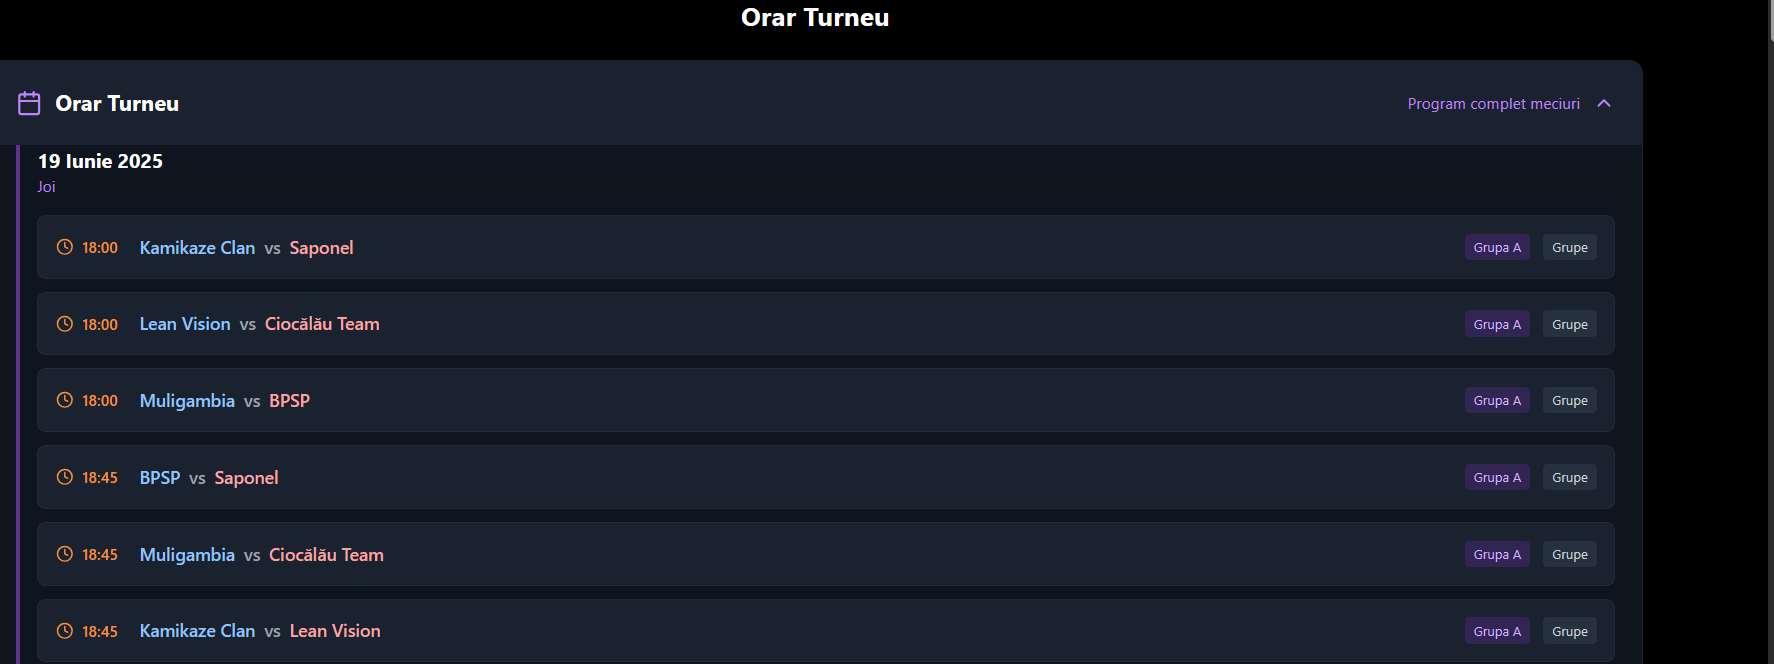 Orar Turneu
Orar Turneu Program complet meciuri
19 Iunie 2025
Joi
18:00 Kamikaze Clan vs Saponel Grupa A Grupe
18:00 Lean Vision vs Ciocălău Team Grupa A Grupe
18:00 Muligambia vs BPSP Grupa A Grupe
18:45 BPSP vs Saponel Grupa A Grupe
18:45 Muligambia vs Ciocălău Team Grupa A Grupe
18:45 Kamikaze Clan vs Lean Vision Grupa A Grupe